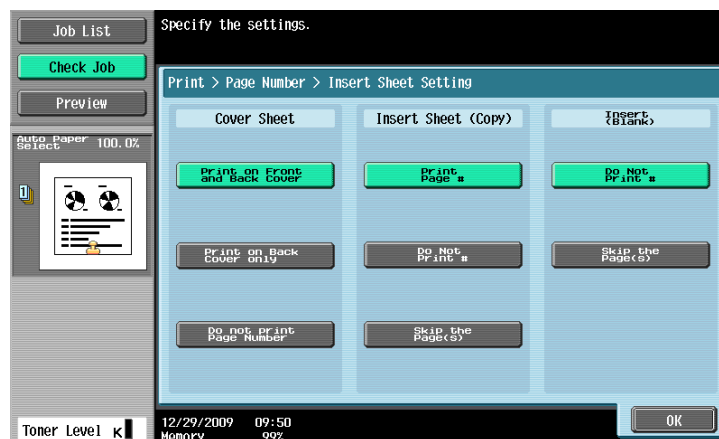 Job List
Check Job
Preview
Auto Paper
Select
100.0%
1
Toner Level K
Specify the settings.
Print > Page Number > Insert Sheet Setting
Cover Sheet
Print on Front
and Back Cover
Print on Back
Cover only
Do not print
Page Number
Insert Sheet (Copy)
Print
Page #
Do Not
Print #
Skip the
Page(s)
Insert
(Blank)
Do Not
Print #
Skip the
Page(s)
12/29/2009 09:50
Memory 99%
OK